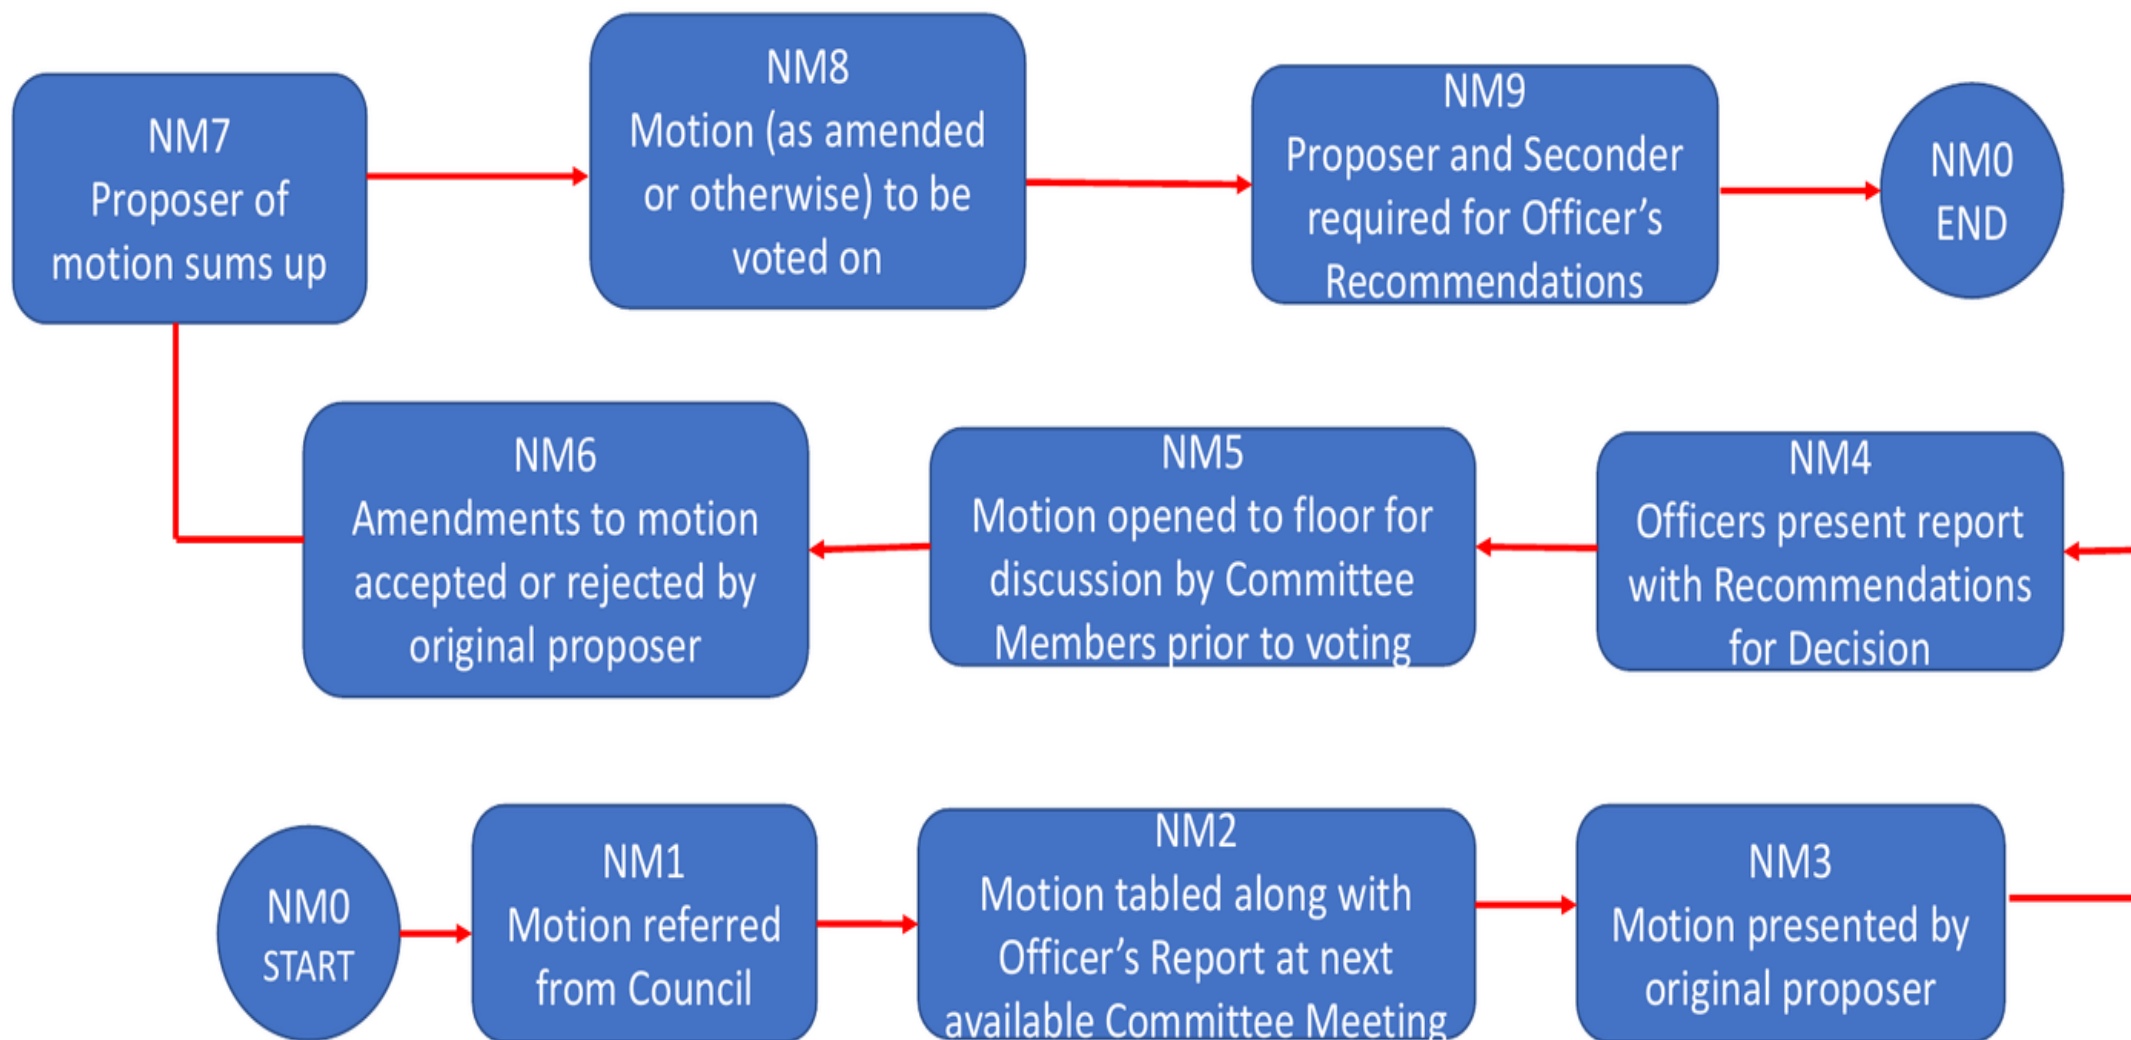 NM7
Proposer of
motion sums up
NM8
Motion (as amended
or otherwise) to be
voted on
NM9
Proposer and Seconder
required for Officer’s
Recommendations
NM0
END
NM6
Amendments to motion
accepted or rejected by
original proposer
NM5
Motion opened to floor for
discussion by Committee
Members prior to voting
NM4
Officers present report
with Recommendations
for Decision
NM0
START
NM1
Motion referred
from Council
NM2
Motion tabled along with
Officer’s Report at next
available Committee Meeting
NM3
Motion presented by
original proposer